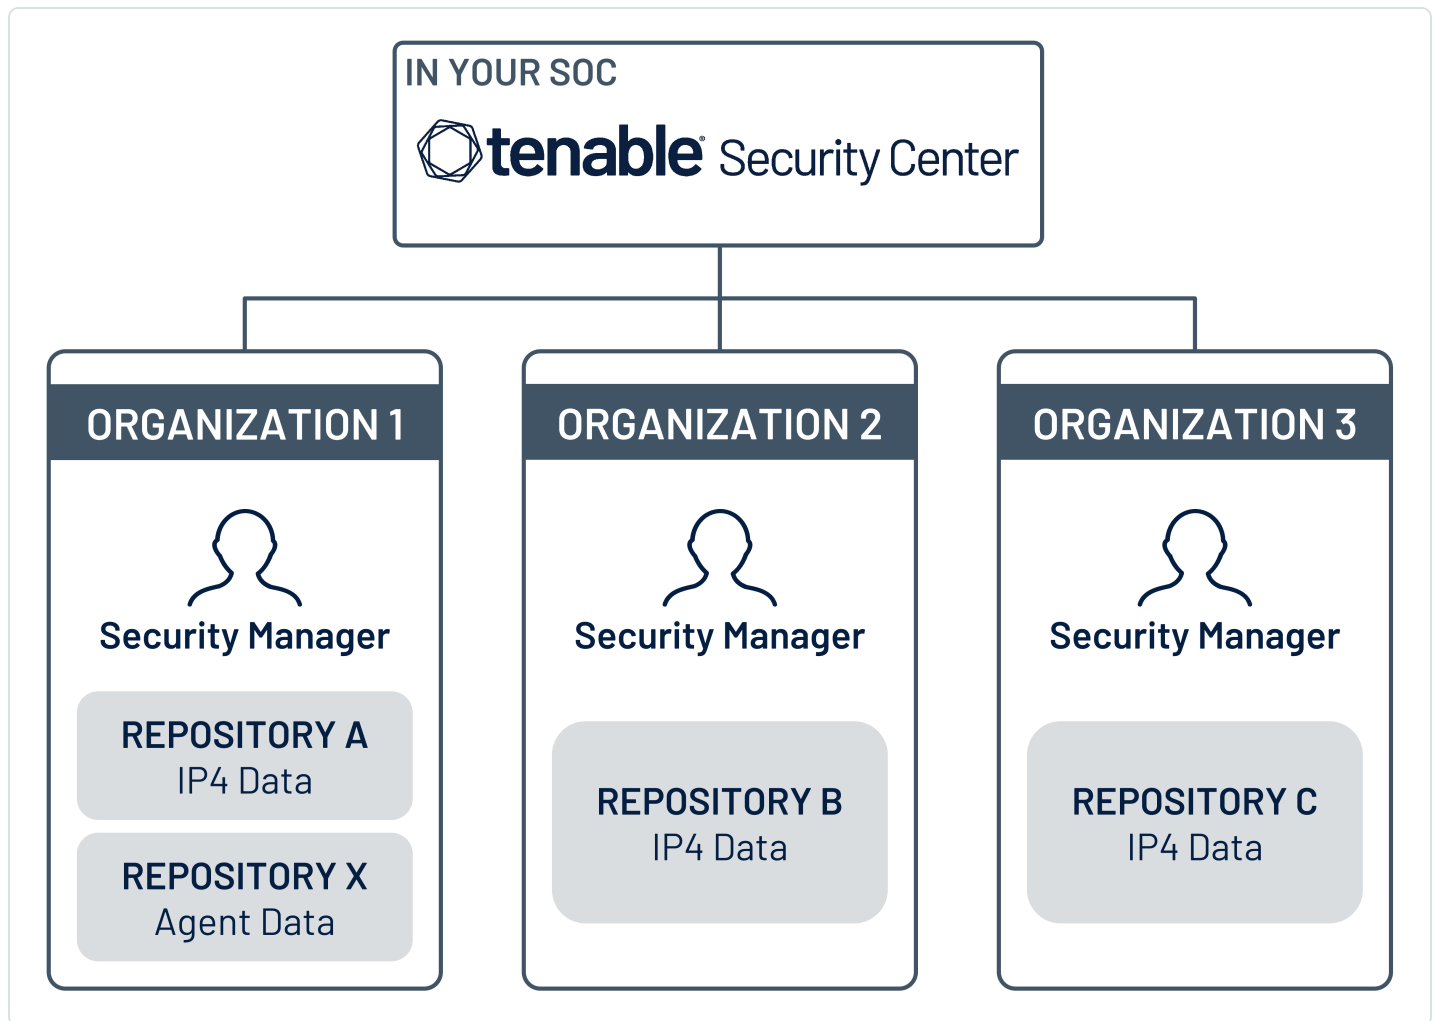 IN YOUR SOC
tenable® Security Center
ORGANIZATION 1
Security Manager
REPOSITORY A
IP4 Data
REPOSITORY X
Agent Data
ORGANIZATION 2
Security Manager
REPOSITORY B
IP4 Data
ORGANIZATION 3
Security Manager
REPOSITORY C
IP4 Data